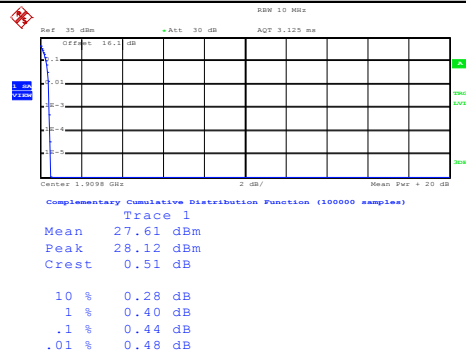 RBW 10 MHz
Ref 35 dBm Att 30 dB AQT 3.125 ms
Offset 16.1 dB
A
0.1
0.01
1 SA
VIEW
TRG
LVL
1E-3
1E-4
1E-5
3DB
Center 1.9098 GHz 2 dB/ Mean Pwr + 20 dB
Complementary Cumulative Distribution Function (100000 samples)
Trace 1
Mean 27.61 dBm
Peak 28.12 dBm
Crest 0.51 dB
10 % 0.28 dB
1 % 0.40 dB
.1 % 0.44 dB
.01 % 0.48 dB